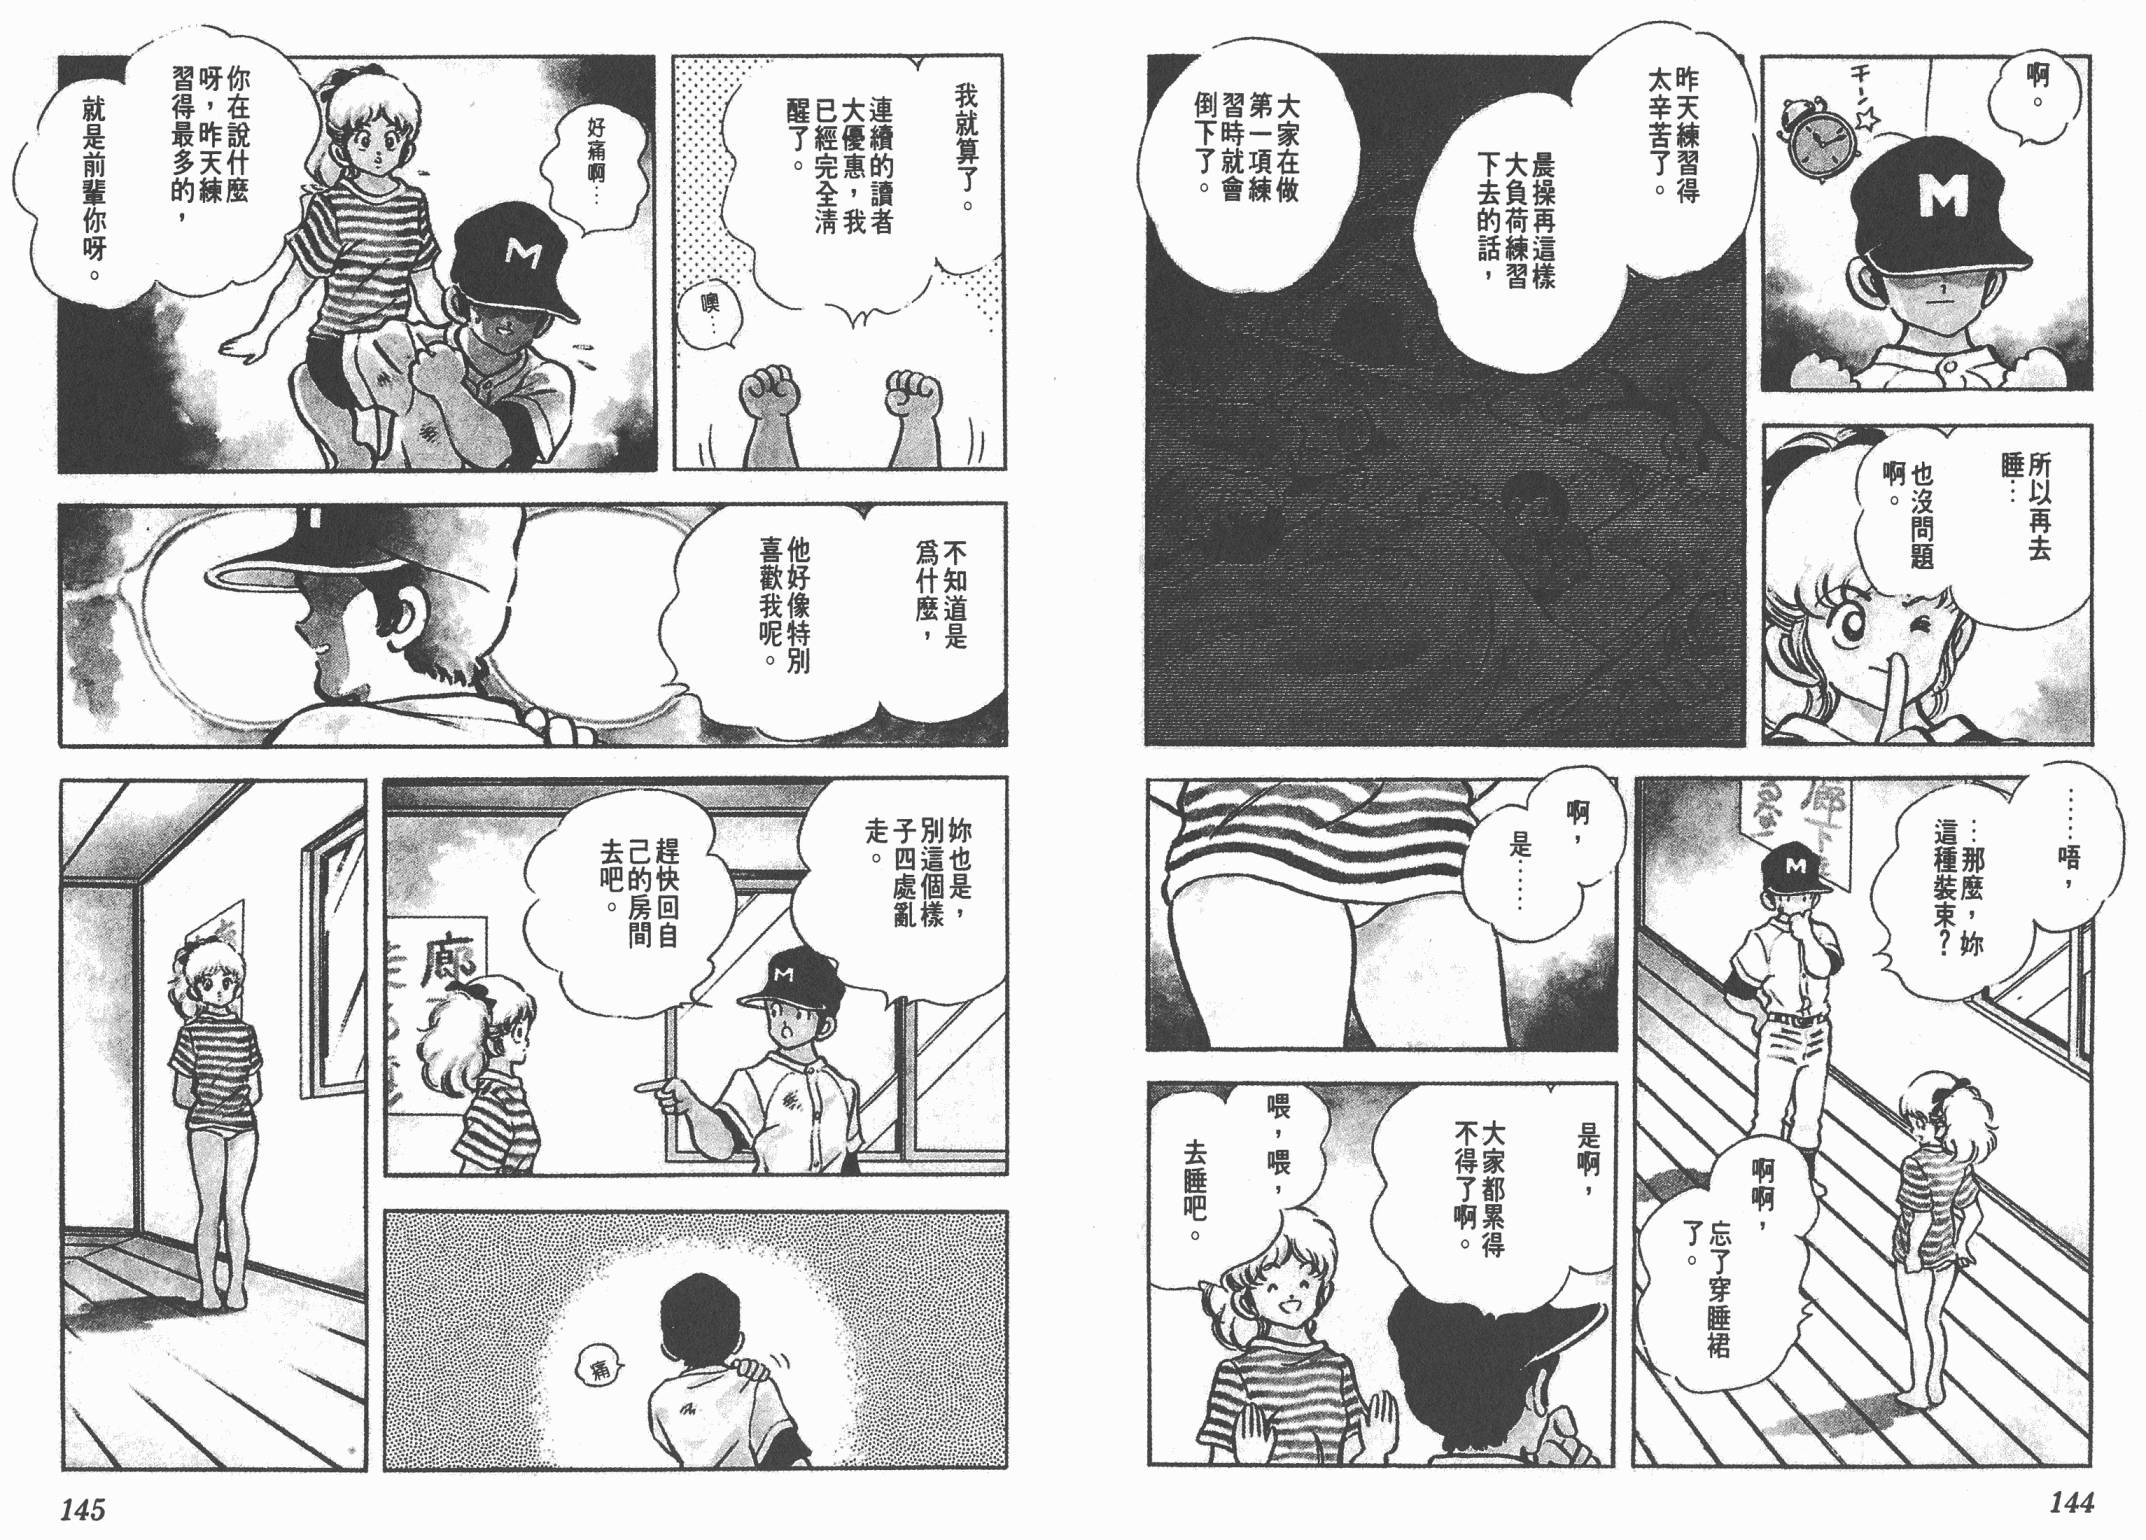 啊。
チーン
M
昨天練習得
太辛苦了。
晨操再這樣
大負荷練習
下去的話，
大家在做
第一項練
習時就會
倒下了。
所以再去
睡…
也沒問題
啊。
……唔，
…那麼，妳
這種裝束？
廊下
M
啊啊，
忘了穿睡裙
了。
啊，
是……
是啊，
大家都累得
不得了啊。
喂，喂，
去睡吧。
144
我就算了。
連續的讀者
大優惠，我
已經完全淸
醒了。
噢…
好痛啊…
M
你在說什麼
呀，昨天練
習得最多的，
就是前輩你呀。
不知道是
爲什麼，
他好像特別
喜歡我呢。
妳也是，
別這個樣
子四處亂
走。
趕快回自
己的房間
去吧。
廊
M
痛
145